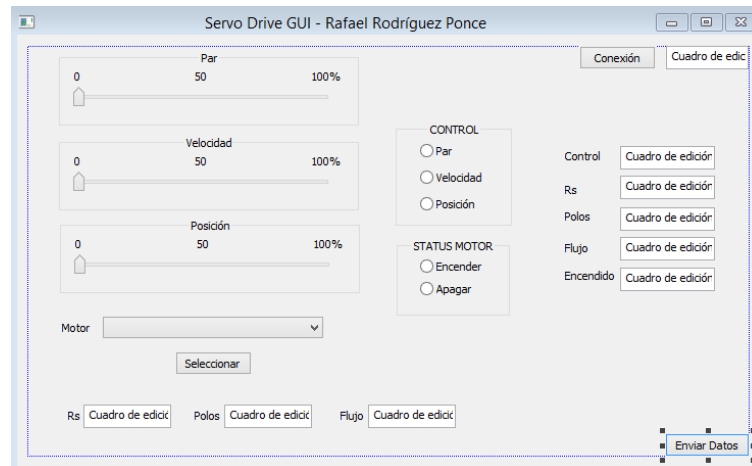 Servo Drive GUI - Rafael Rodríguez Ponce
Conexión
Cuadro de edic
Par
0 50 100%
Velocidad
0 50 100%
Posición
0 50 100%
Motor
Seleccionar
Rs Cuadro de edició Polos Cuadro de edició Flujo Cuadro de edició
CONTROL
Par
Velocidad
Posición
STATUS MOTOR
Encender
Apagar
Control Cuadro de edición
Rs Cuadro de edición
Polos Cuadro de edición
Flujo Cuadro de edición
Encendido Cuadro de edición
Enviar Datos